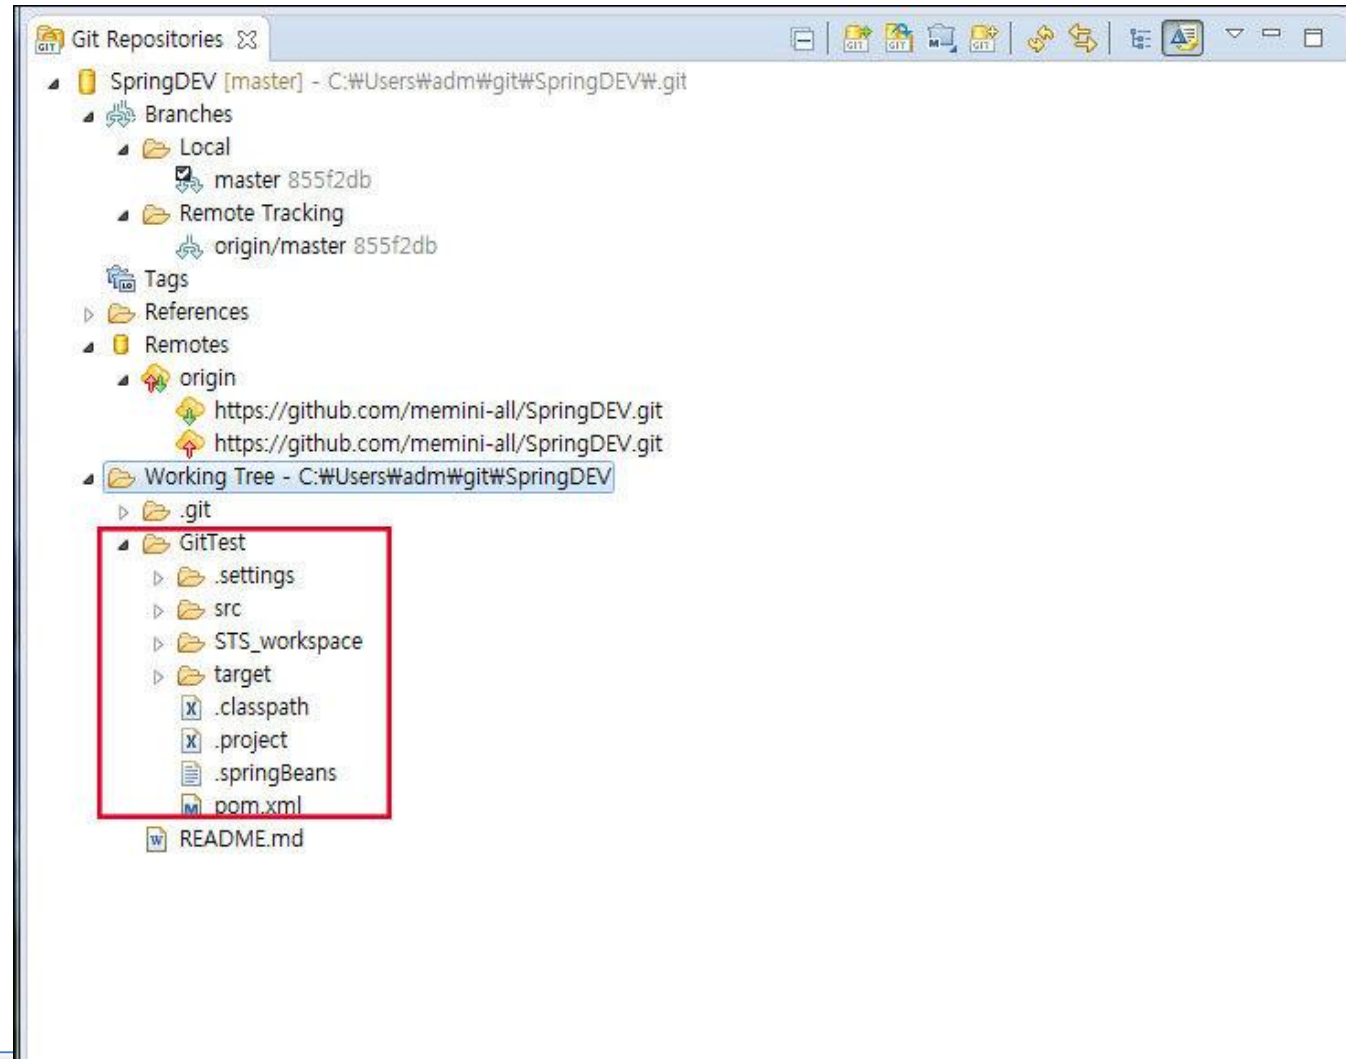 Git Repositories
SpringDEV [master] - C:₩Users₩adm₩git₩SpringDEV₩.git
Branches
Local
master 855f2db
Remote Tracking
origin/master 855f2db
Tags
References
Remotes
origin
https://github.com/memini-all/SpringDEV.git
https://github.com/memini-all/SpringDEV.git
Working Tree - C:₩Users₩adm₩git₩SpringDEV
.git
GitTest
.settings
src
STS_workspace
target
.classpath
.project
.springBeans
pom.xml
README.md